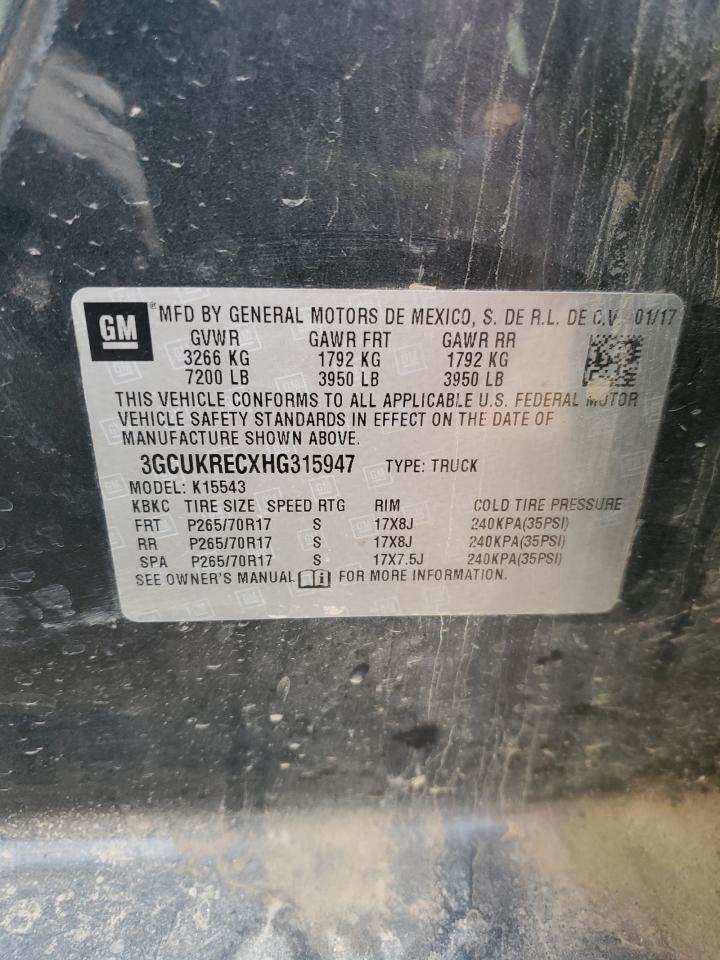 GM ® MFD BY GENERAL MOTORS DE MEXICO, S. DE R.L. DE C.V 01/17
GVWR GAWR FRT GAWR RR
3266 KG 1792 KG 1792 KG
7200 LB 3950 LB 3950 LB
THIS VEHICLE CONFORMS TO ALL APPLICABLE U.S. FEDERAL MOTOR
VEHICLE SAFETY STANDARDS IN EFFECT ON THE DATE OF
MANUFACTURE SHOWN ABOVE.
3GCUKRECXHG315947 TYPE: TRUCK
MODEL: K15543
KBKC TIRE SIZE SPEED RTG RIM COLD TIRE PRESSURE
FRT P265/70R17 S 17X8J 240KPA(35PSI)
RR P265/70R17 S 17X8J 240KPA(35PSI)
SPA P265/70R17 S 17X7.5J 240KPA(35PSI)
SEE OWNER'S MANUAL i FOR MORE INFORMATION.